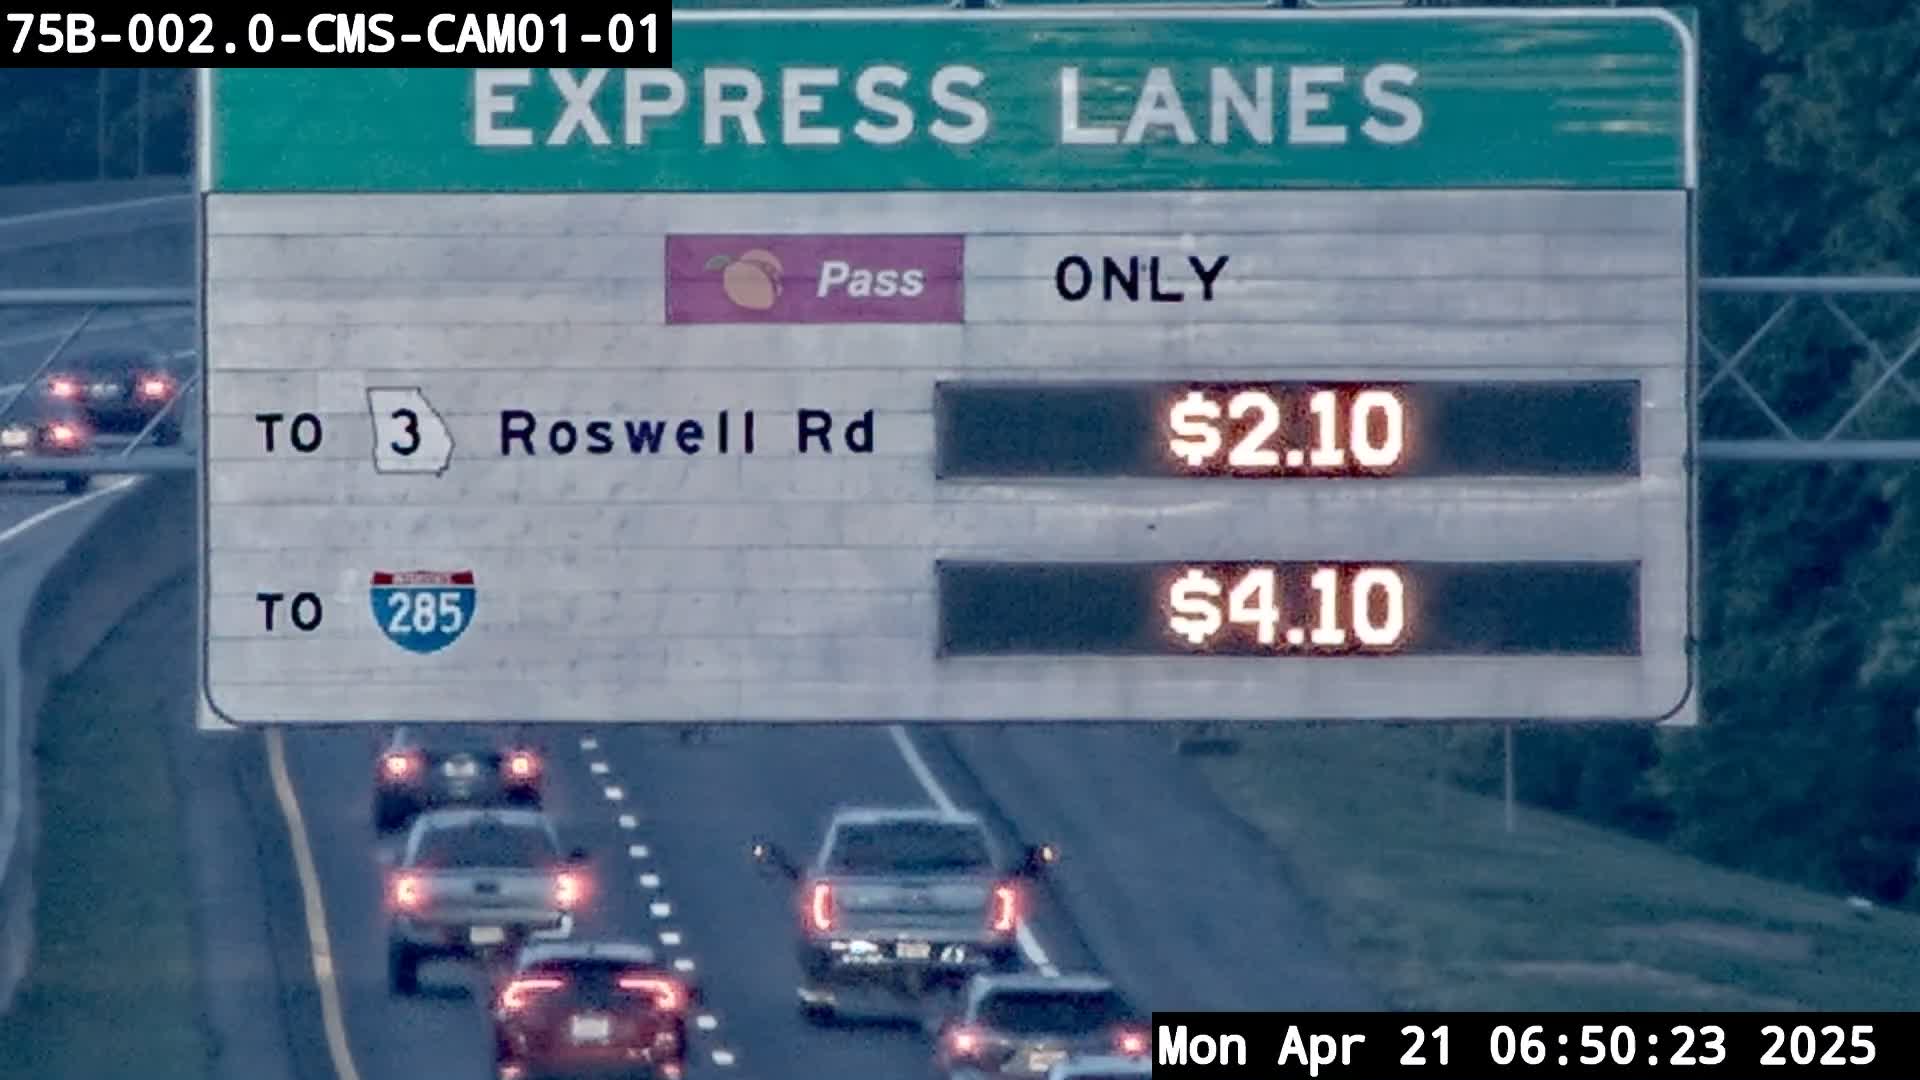 75B-002.0-CMS-CAM01-01
EXPRESS LANES
Pass ONLY
TO 3 Roswell Rd $2.10
TO 285 $4.10
Mon Apr 21 06:50:23 2025